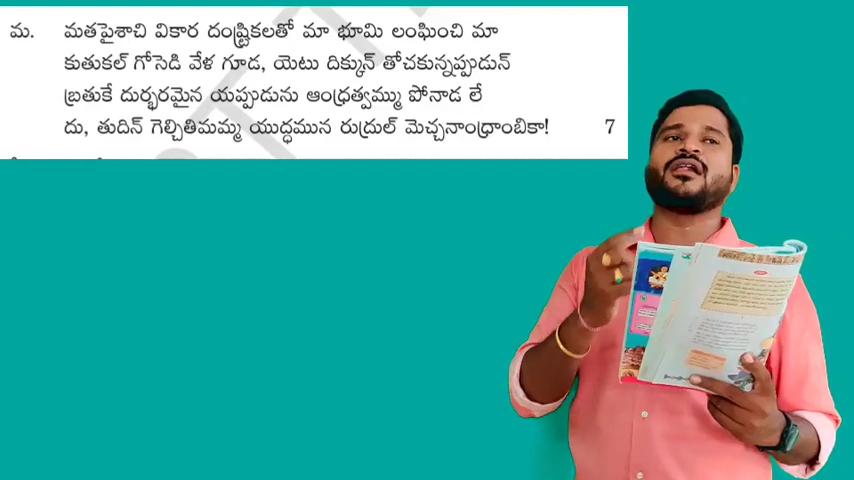 మ. మతపైశాచి వికార దంష్ట్రికలతో మా భూమి లంఘించి మా
కుతుకల్ గోసెడి వేళ గూడ, యెటు దిక్కున్ తోచకున్నప్పుడున్
బ్రతుకే దుర్భరమైన యప్పుడును ఆంధ్రత్వమ్ము పోనాడ లే
దు, తుదిన్ గెల్చితిమమ్మ యుద్ధమున రుద్రుల్ మెచ్చనాంధ్రాంబికా! 7